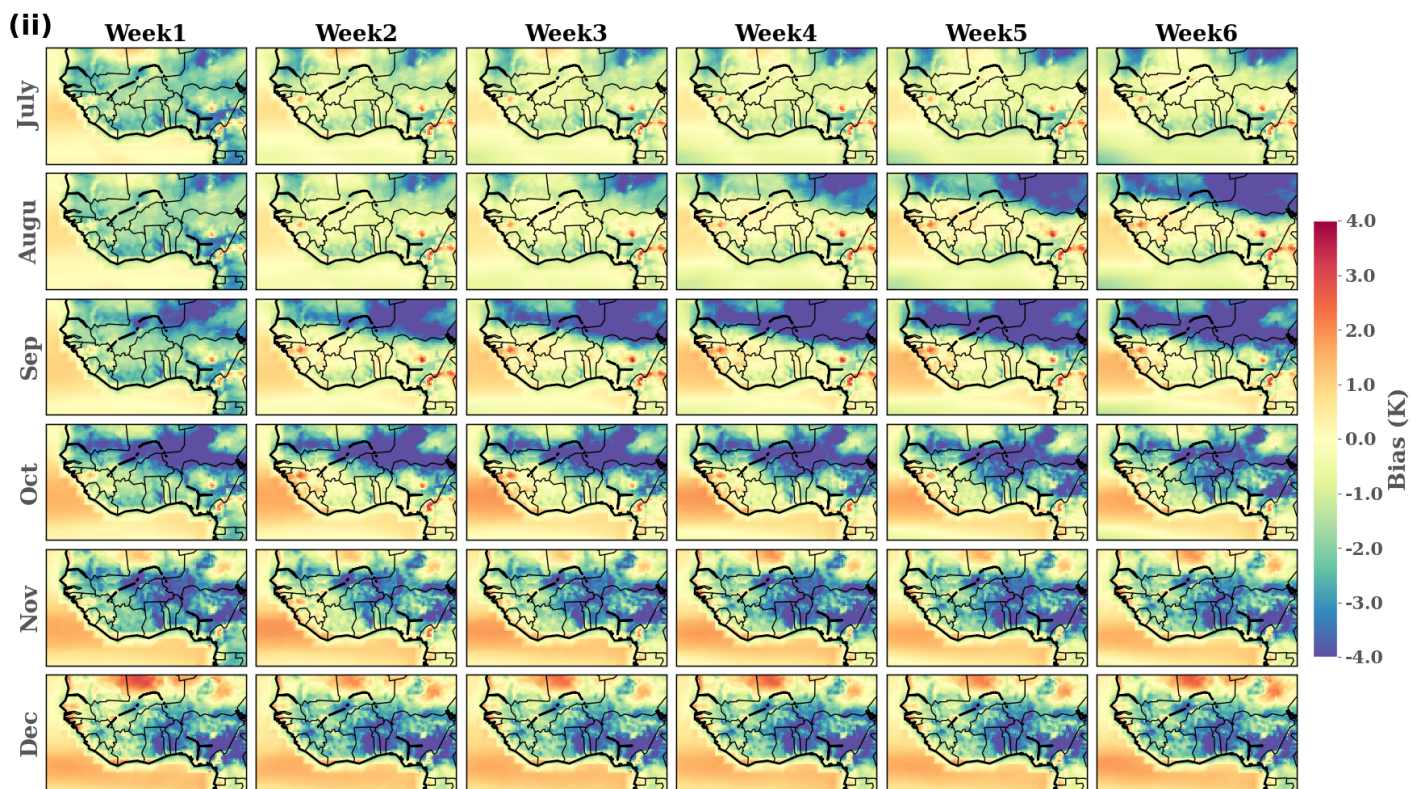 (ii)
Week1 Week2 Week3 Week4 Week5 Week6
July
Augu
Sep
Oct
Nov
Dec
4.0
3.0
2.0
1.0
0.0
-1.0
-2.0
-3.0
-4.0
Bias (K)